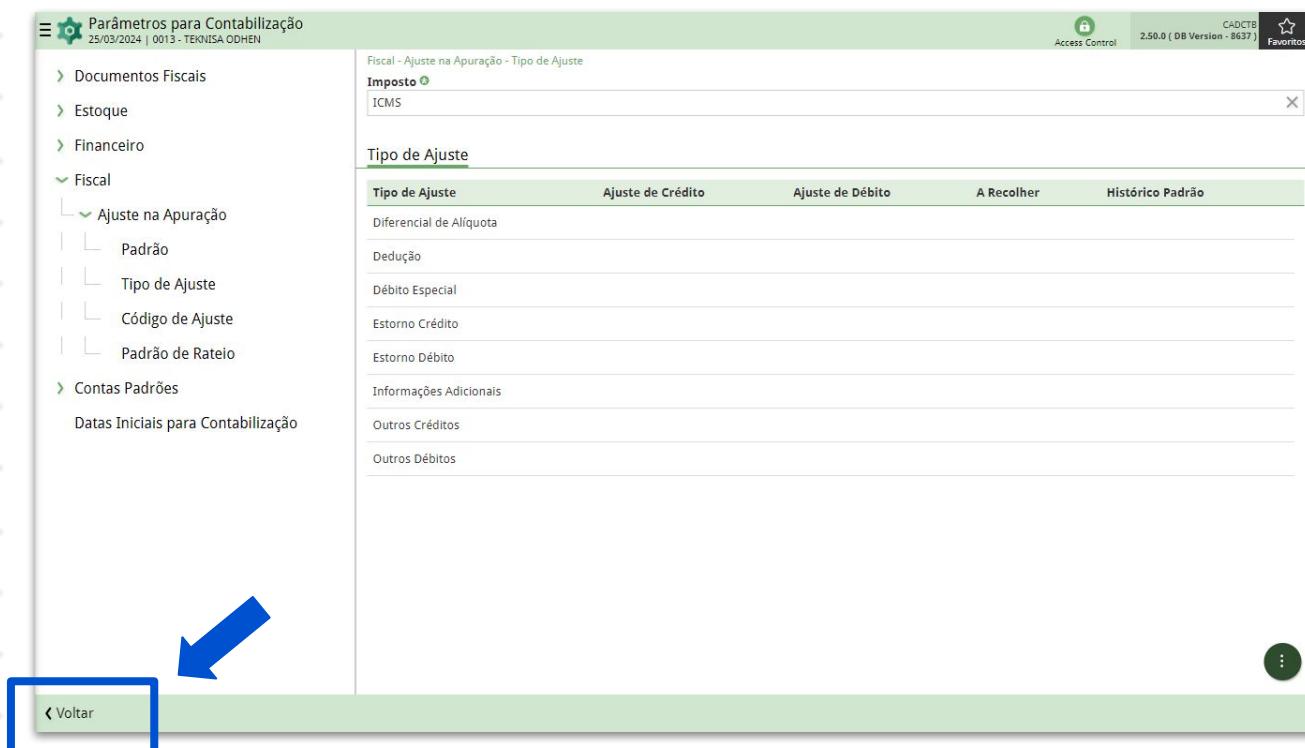 Parâmetros para Contabilização
25/03/2024 | 0013 - TEKNISA ODHEN
Access Control
CADCTB
2.50.0 ( DB Version - 8637 )
Favoritos
Documentos Fiscais
Estoque
Financeiro
Fiscal
Ajuste na Apuração
Padrão
Tipo de Ajuste
Código de Ajuste
Padrão de Rateio
Contas Padrões
Datas Iniciais para Contabilização
Fiscal - Ajuste na Apuração - Tipo de Ajuste
Imposto
ICMS
Tipo de Ajuste
Tipo de Ajuste Ajuste de Crédito Ajuste de Débito A Recolher Histórico Padrão
Diferencial de Alíquota
Dedução
Débito Especial
Estorno Crédito
Estorno Débito
Informações Adicionais
Outros Créditos
Outros Débitos
Voltar